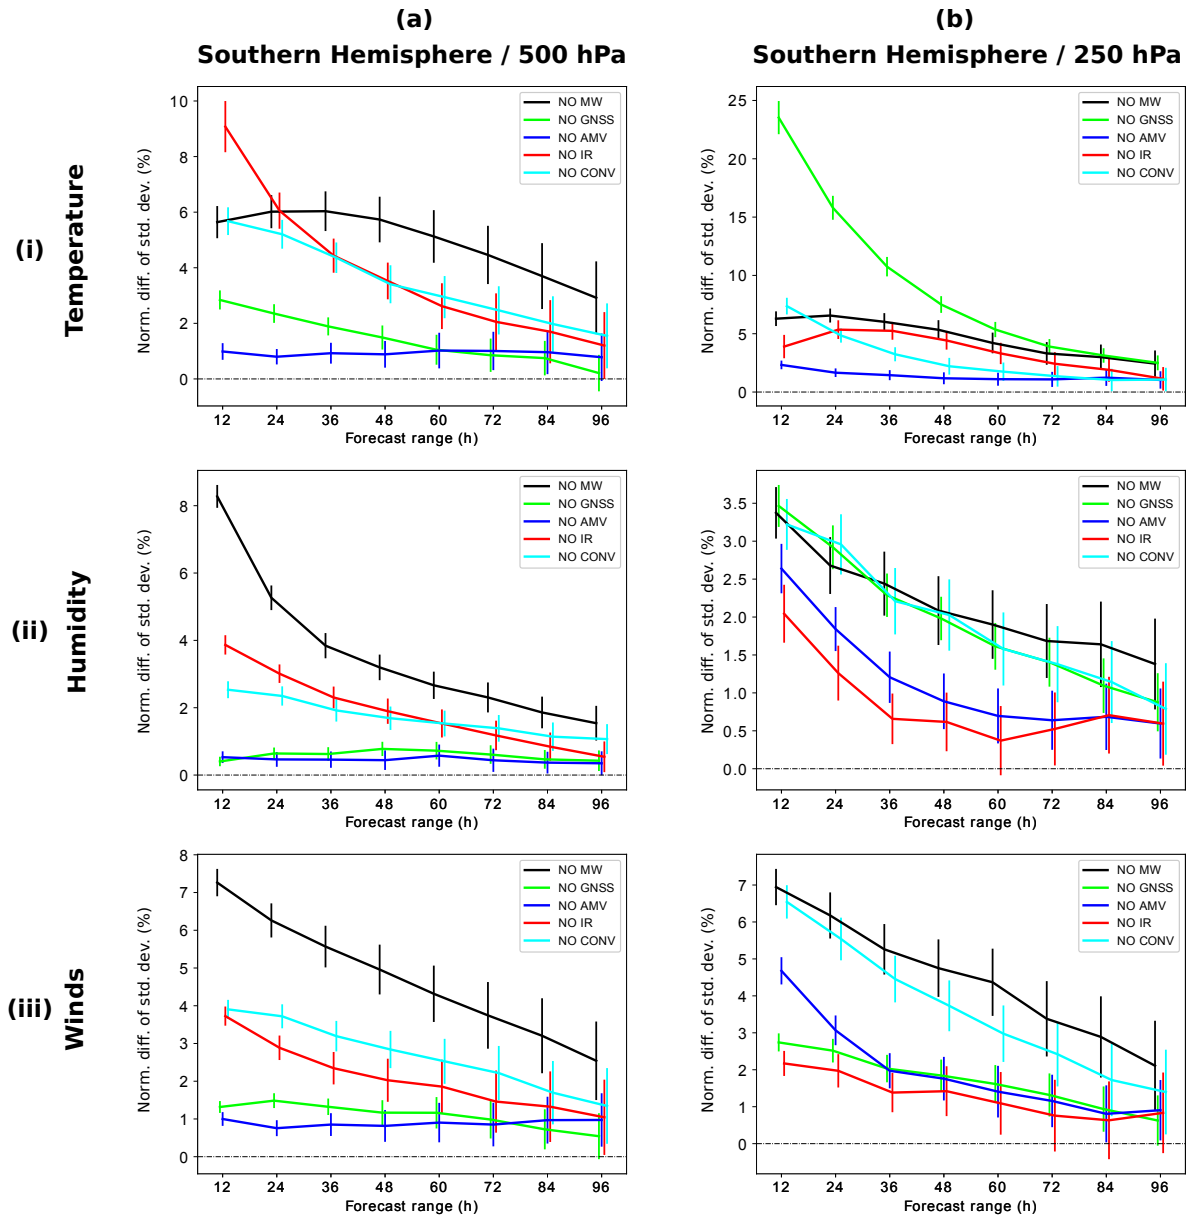 (a)
(b)
Southern Hemisphere / 500 hPa
Southern Hemisphere / 250 hPa
(i)
Temperature
Norm. diff. of std. dev. (%)
10
8
6
4
2
0
NO MW
NO GNSS
NO AMV
NO IR
NO CONV
12 24 36 48 60 72 84 96
Forecast range (h)
Norm. diff. of std. dev. (%)
25
20
15
10
5
0
NO MW
NO GNSS
NO AMV
NO IR
NO CONV
12 24 36 48 60 72 84 96
Forecast range (h)
(ii)
Humidity
Norm. diff. of std. dev. (%)
8
6
4
2
0
NO MW
NO GNSS
NO AMV
NO IR
NO CONV
12 24 36 48 60 72 84 96
Forecast range (h)
Norm. diff. of std. dev. (%)
3.5
3.0
2.5
2.0
1.5
1.0
0.5
0.0
NO MW
NO GNSS
NO AMV
NO IR
NO CONV
12 24 36 48 60 72 84 96
Forecast range (h)
(iii)
Winds
Norm. diff. of std. dev. (%)
8
7
6
5
4
3
2
1
0
NO MW
NO GNSS
NO AMV
NO IR
NO CONV
12 24 36 48 60 72 84 96
Forecast range (h)
Norm. diff. of std. dev. (%)
7
6
5
4
3
2
1
0
NO MW
NO GNSS
NO AMV
NO IR
NO CONV
12 24 36 48 60 72 84 96
Forecast range (h)